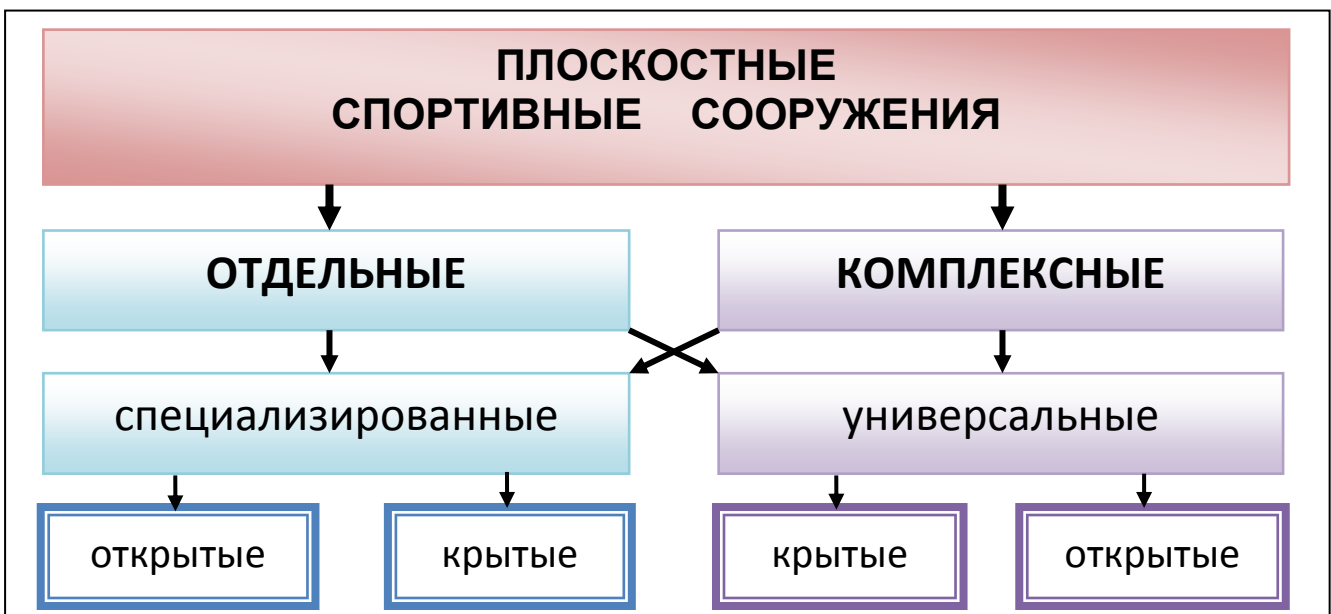 ПЛОСКОСТНЫЕ
СПОРТИВНЫЕ СООРУЖЕНИЯ
ОТДЕЛЬНЫЕ
КОМПЛЕКСНЫЕ
специализированные
универсальные
открытые
крытые
крытые
открытые